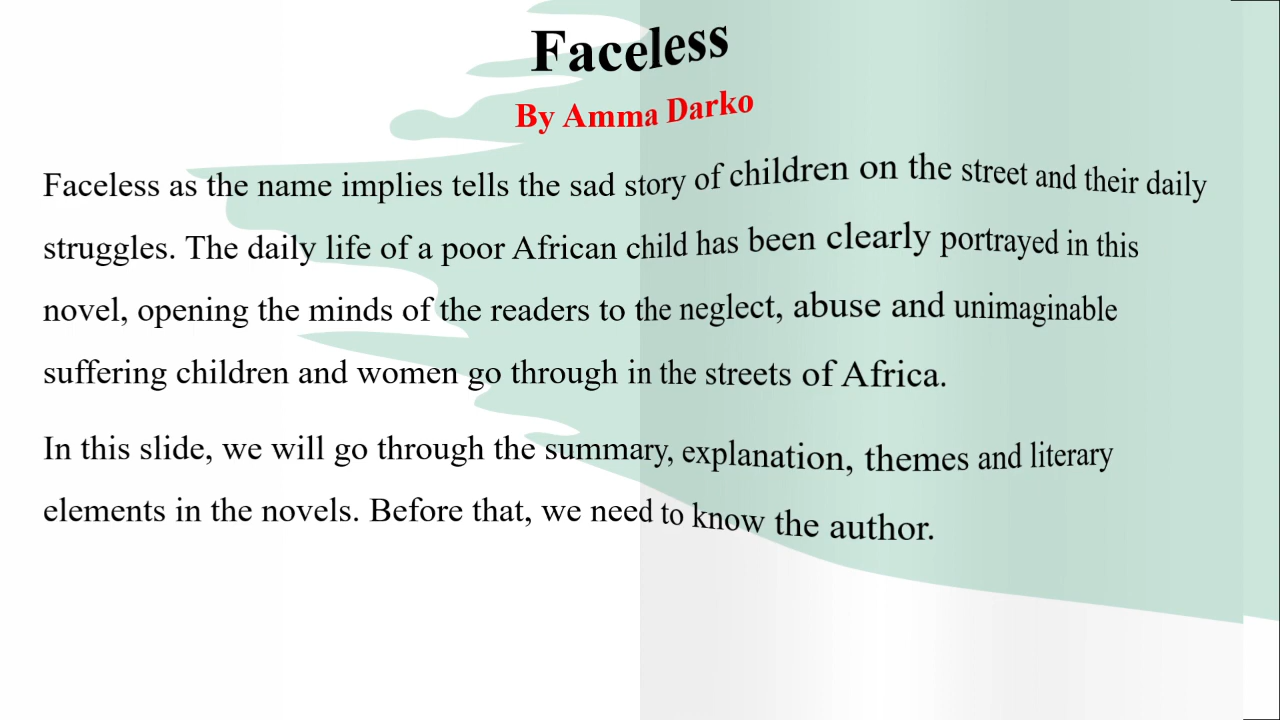 Faceless
By Amma Darko
Faceless as the name implies tells the sad story of children on the street and their daily
struggles. The daily life of a poor African child has been clearly portrayed in this
novel, opening the minds of the readers to the neglect, abuse and unimaginable
suffering children and women go through in the streets of Africa.
In this slide, we will go through the summary, explanation, themes and literary
elements in the novels. Before that, we need to know the author.